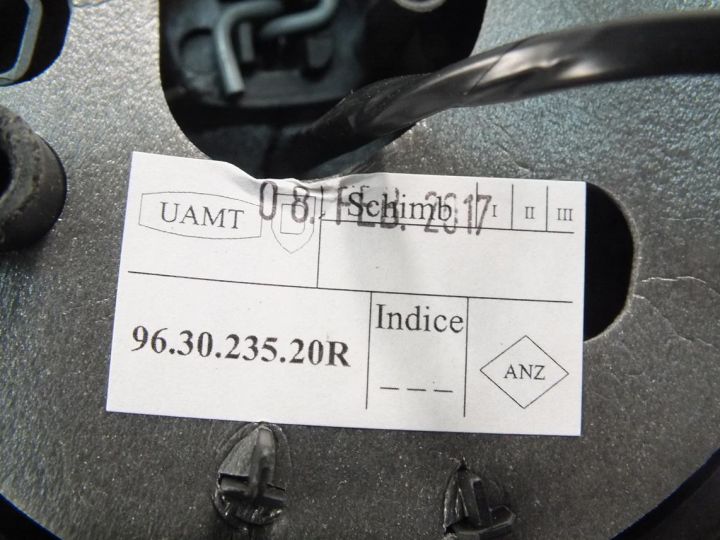 UAMT D Schimb I II III
08. FEB. 2017
96.30.235.20R
Indice
_ _ _
ANZ